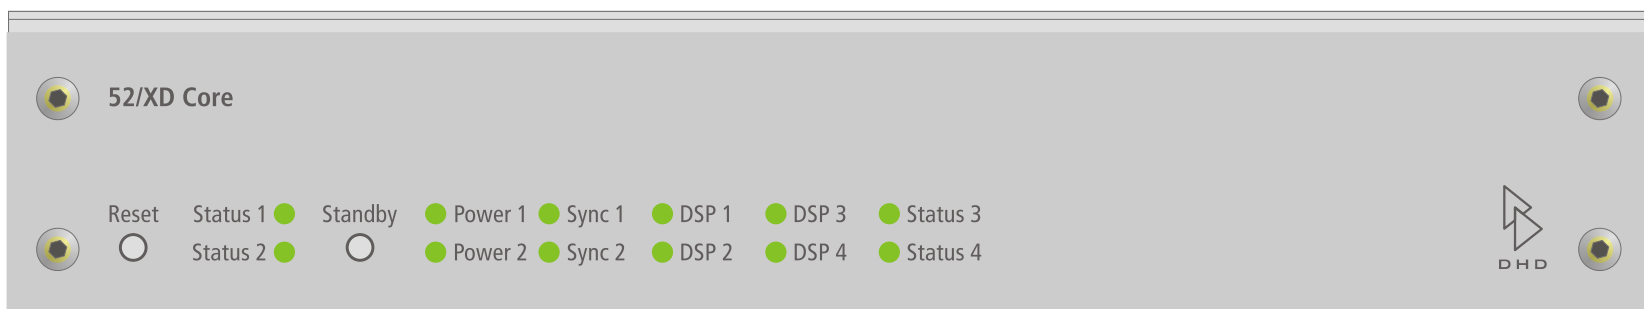 52/XD Core
Reset Status 1 Standby Power 1 Sync 1 DSP 1 DSP 3 Status 3
Status 2 Power 2 Sync 2 DSP 2 DSP 4 Status 4
DHD